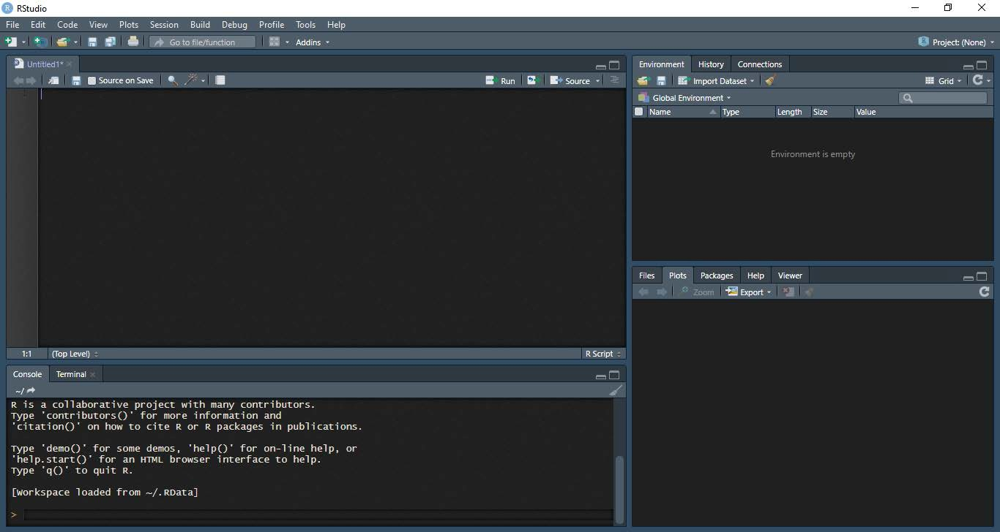 RStudio
File Edit Code View Plots Session Build Debug Profile Tools Help
Go to file/function Addins Project: (None)
Untitled1*
Source on Save Run Source
1
1:1 (Top Level) R Script
Console Terminal
~/
R is a collaborative project with many contributors.
Type 'contributors()' for more information and
'citation()' on how to cite R or R packages in publications.
Type 'demo()' for some demos, 'help()' for on-line help, or
'help.start()' for an HTML browser interface to help.
Type 'q()' to quit R.
[Workspace loaded from ~/.RData]
>
Environment History Connections
Import Dataset Grid
Global Environment
Name Type Length Size Value
Environment is empty
Files Plots Packages Help Viewer
Zoom Export